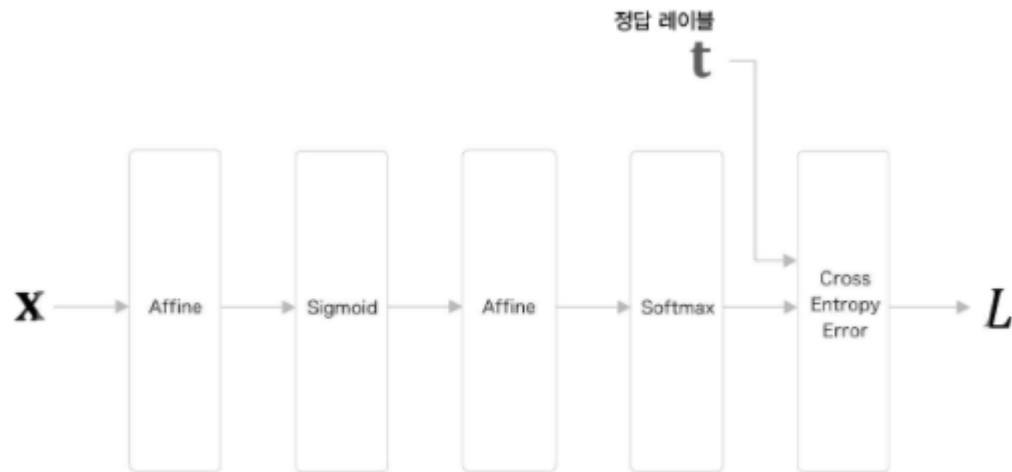 정답 레이블
t
x
Affine
Sigmoid
Affine
Softmax
Cross
Entropy
Error
L